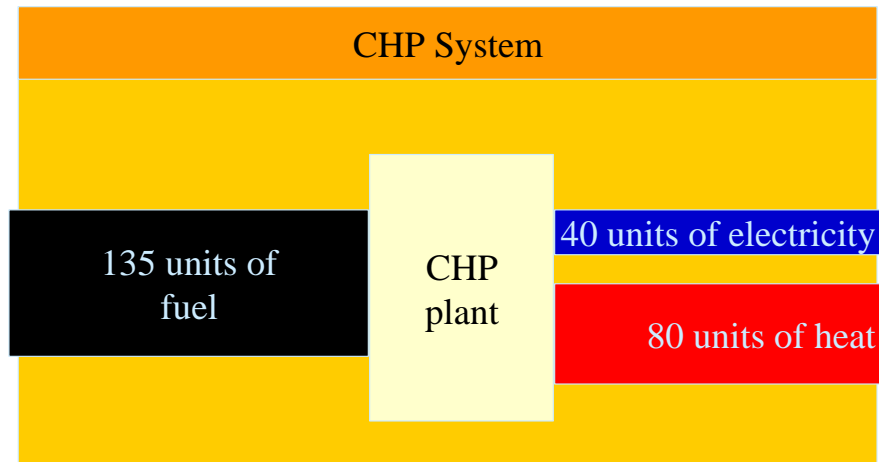 CHP System
135 units of
fuel
CHP
plant
40 units of electricity
80 units of heat